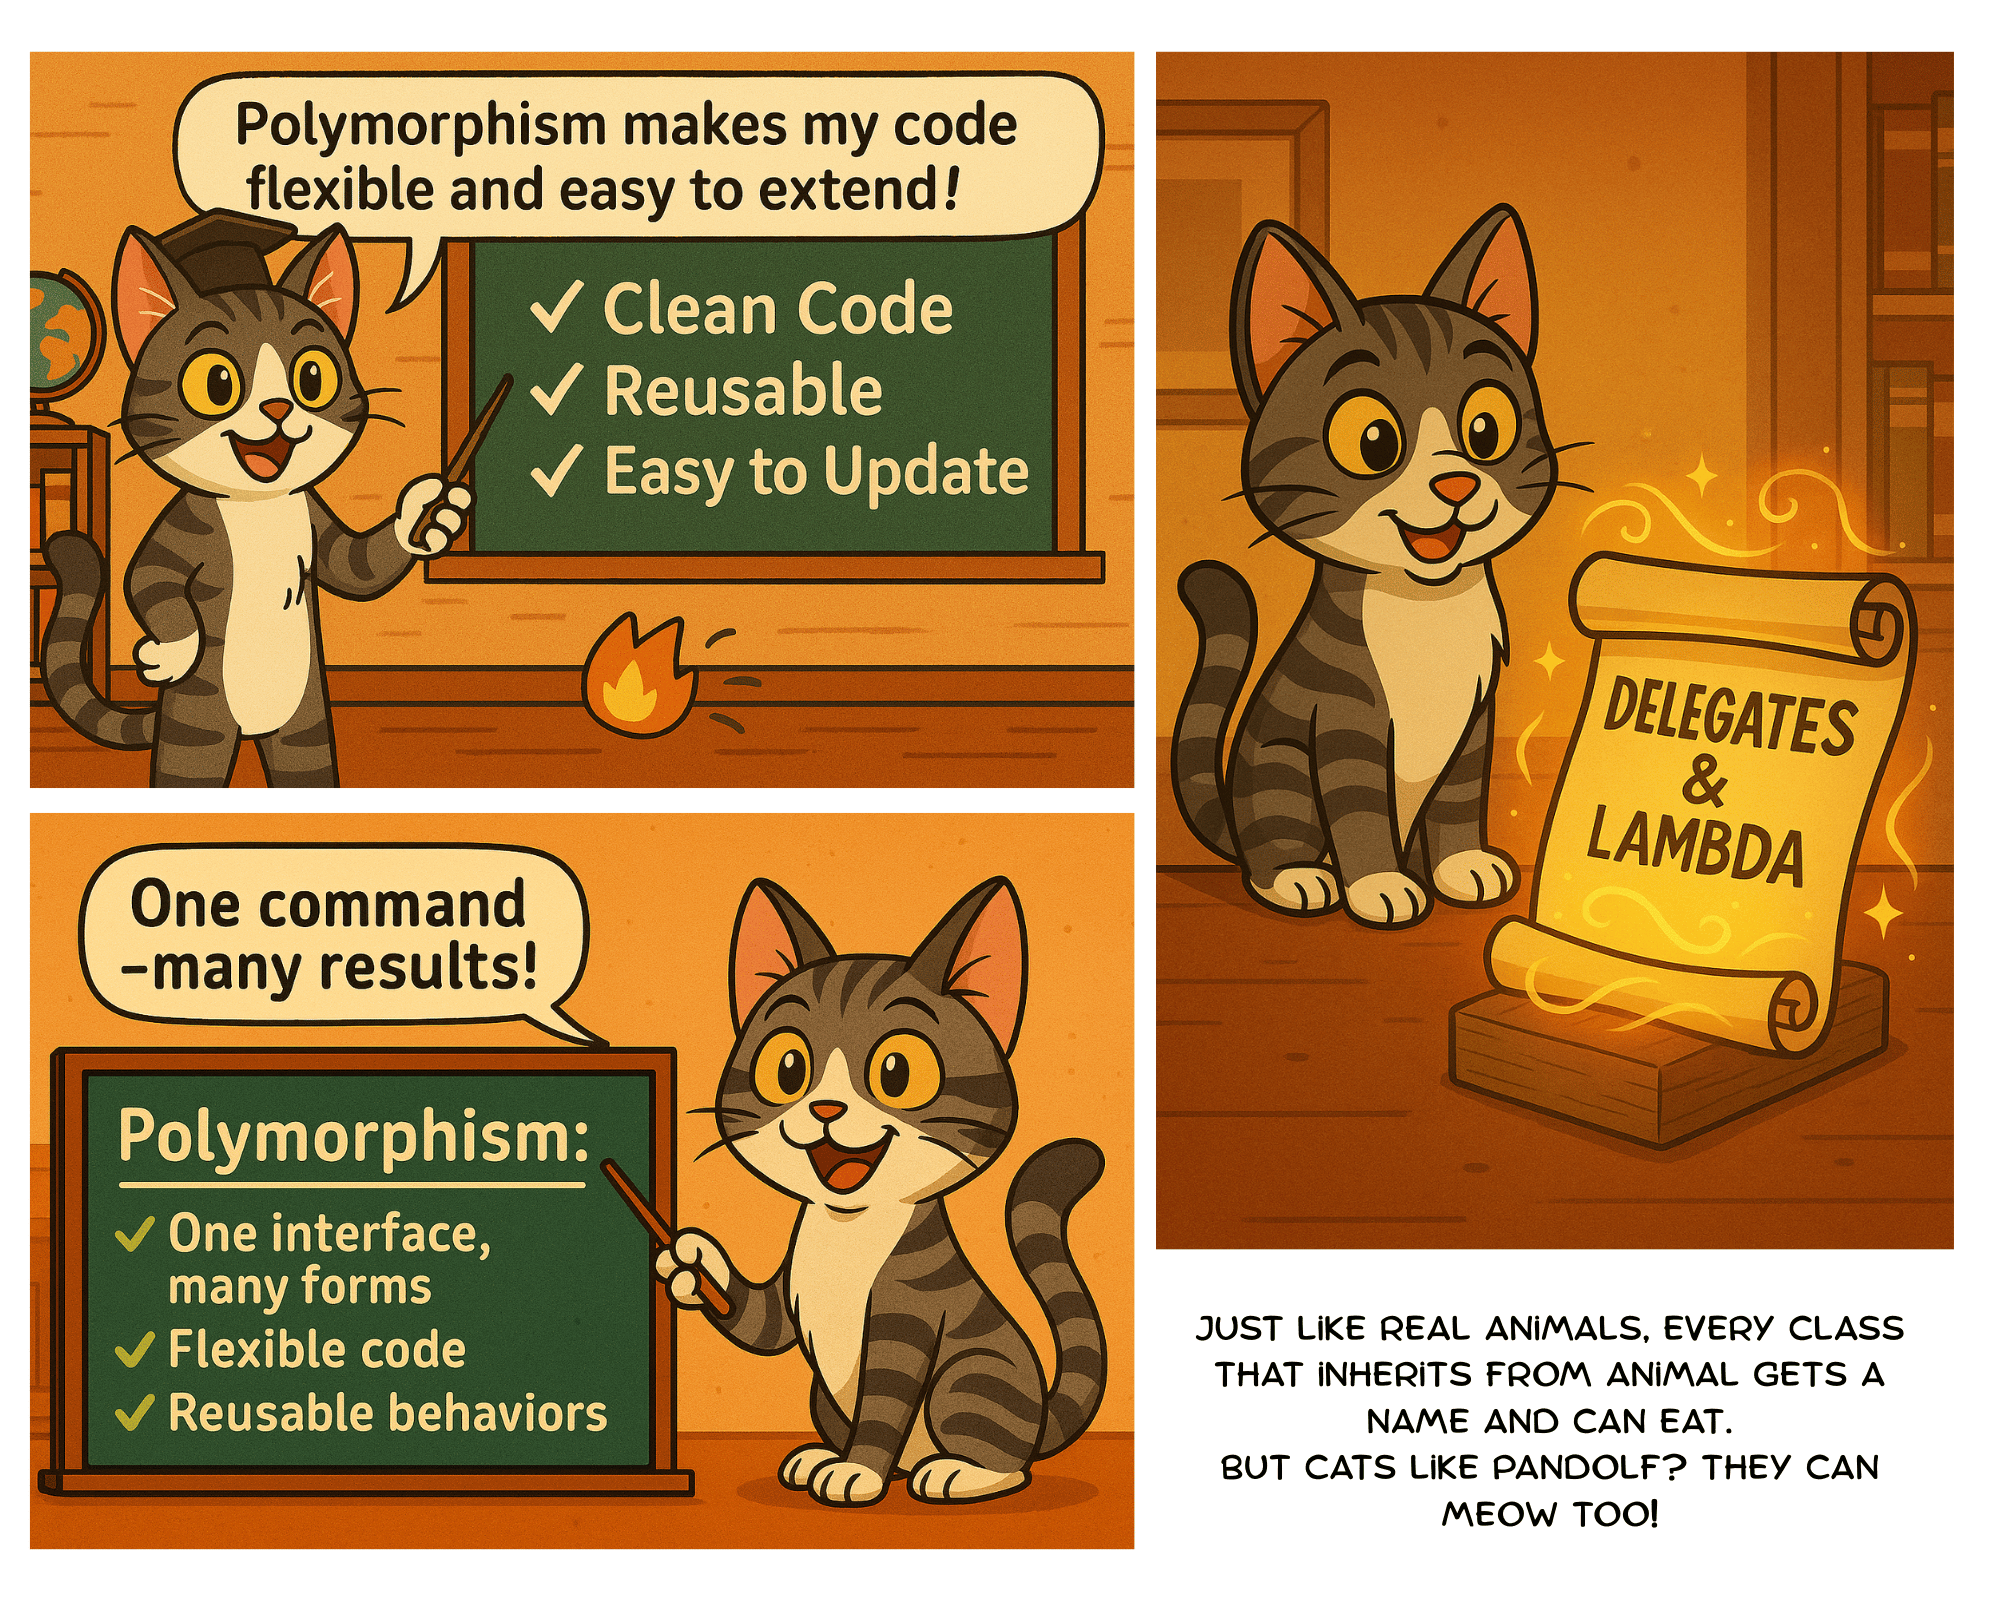 Polymorphism makes my code
flexible and easy to extend!
✓ Clean Code
✓ Reusable
✓ Easy to Update
One command
–many results!
Polymorphism:
✓ One interface,
many forms
✓ Flexible code
✓ Reusable behaviors
DELEGATES
&
LAMBDA
JUST LIKE REAL ANIMALS, EVERY CLASS
THAT INHERITS FROM ANIMAL GETS A
NAME AND CAN EAT.
BUT CATS LIKE PANDOLF? THEY CAN
MEOW TOO!